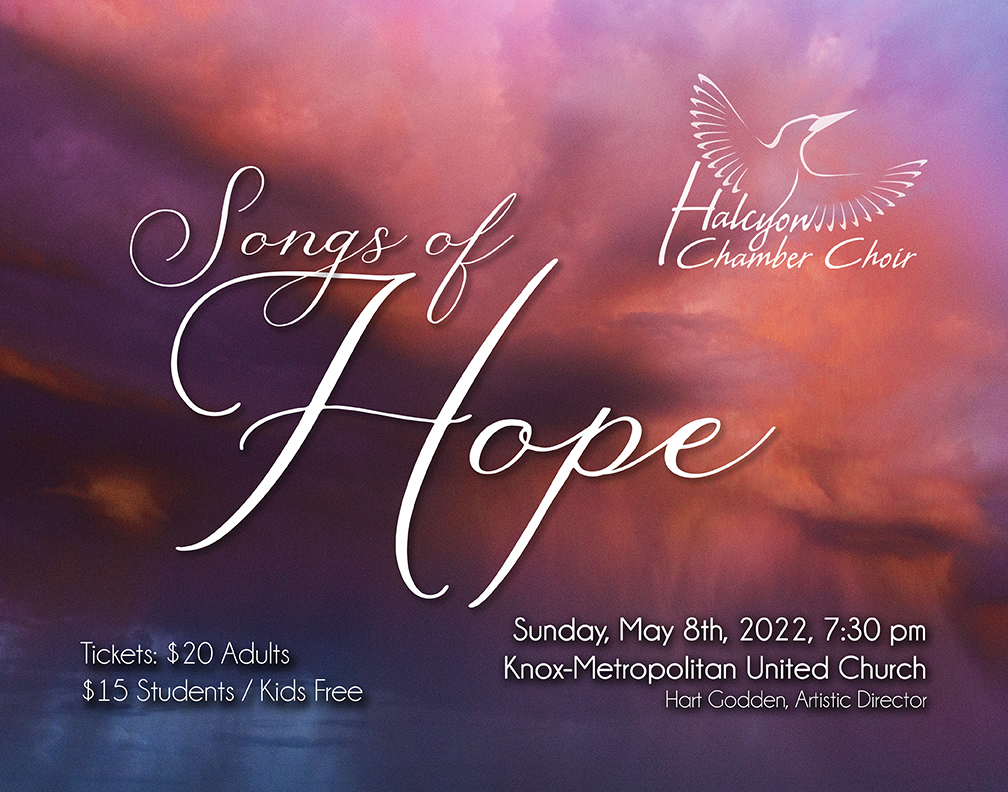 Halcyon
Chamber Choir
Songs of
Hope
Tickets: $20 Adults
$15 Students / Kids Free
Sunday, May 8th, 2022, 7:30 pm
Knox-Metropolitan United Church
Hart Godden, Artistic Director